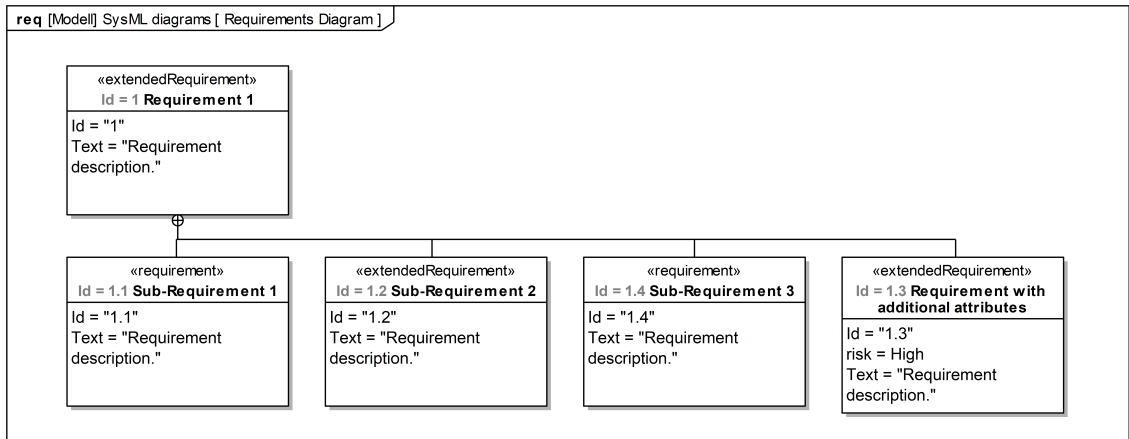 req [Modell] SysML diagrams [ Requirements Diagram ]
«extendedRequirement»
Id = 1 Requirement 1
Id = "1"
Text = "Requirement
description."
«requirement»
Id = 1.1 Sub-Requirement 1
Id = "1.1"
Text = "Requirement
description."
«extendedRequirement»
Id = 1.2 Sub-Requirement 2
Id = "1.2"
Text = "Requirement
description."
«requirement»
Id = 1.4 Sub-Requirement 3
Id = "1.4"
Text = "Requirement
description."
«extendedRequirement»
Id = 1.3 Requirement with
additional attributes
Id = "1.3"
risk = High
Text = "Requirement
description."